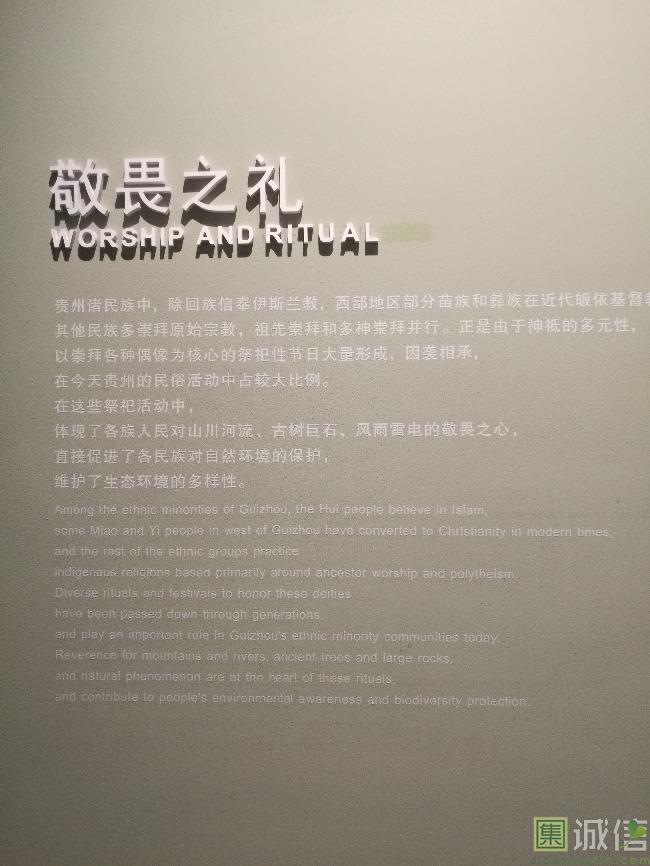 敬畏之礼
WORSHIP AND RITUAL
贵州诸民族中，除回族信奉伊斯兰教，西部地区部分苗族和彝族在近代皈依基督教
其他民族多崇拜原始宗教，祖先崇拜和多神崇拜并行。正是由于神祇的多元性，
以崇拜各种偶像为核心的祭祀性节日大量形成，因袭相承，
在今天贵州的民俗活动中占较大比例。
在这些祭祀活动中，
体现了各族人民对山川河流、古树巨石、风雨雷电的敬畏之心，
直接促进了各民族对自然环境的保护，
维护了生态环境的多样性。
Among the ethnic minorities of Guizhou, the Hui people believe in Islam,
some Miao and Yi people in west of Guizhou have converted to Christianity in modern times,
and the rest of the ethnic groups practice
indigenous religions based primarily around ancestor worship and polytheism.
Diverse rituals and festivals to honor these deities
have been passed down through generations,
and play an important role in Guizhou's ethnic minority communities today.
Reverence for mountains and rivers, ancient trees and large rocks,
and natural phenomenon are at the heart of these rituals,
and contribute to people's environmental awareness and biodiversity protection.
集 诚信